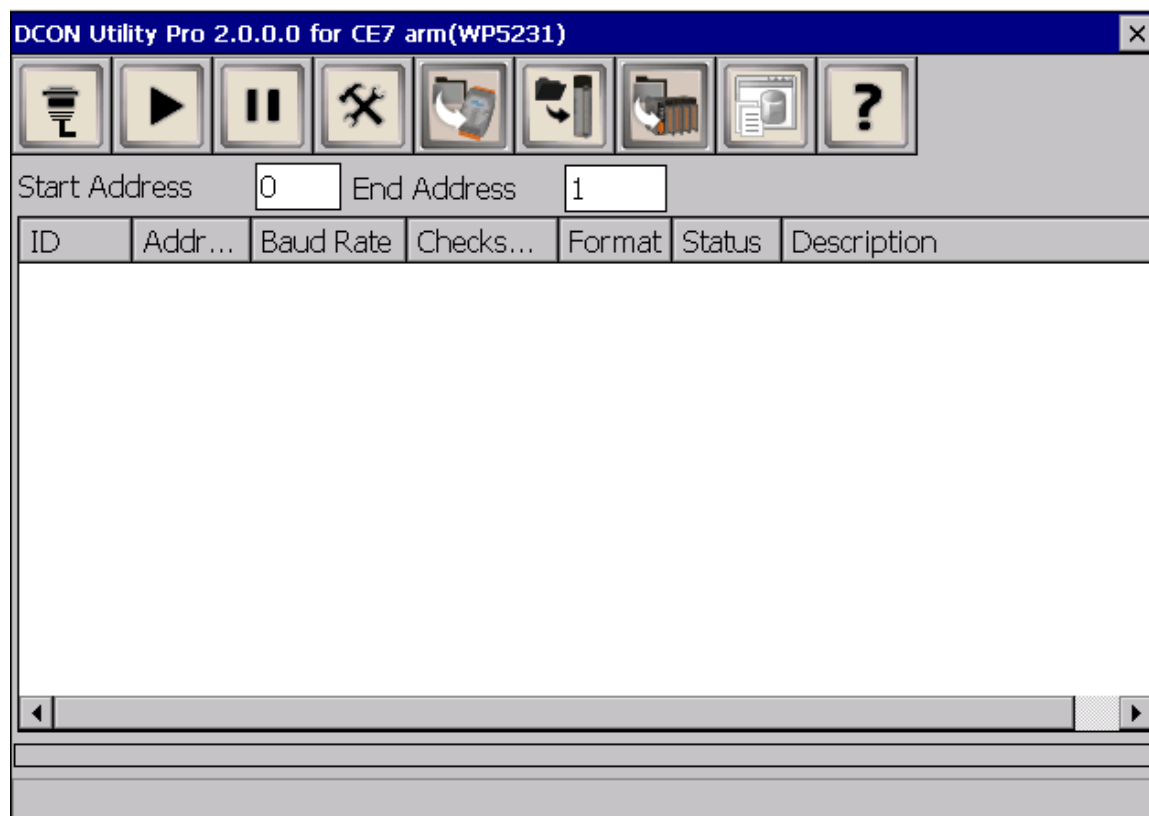 DCON Utility Pro 2.0.0.0 for CE7 arm(WP5231)
?
Start Address 0 End Address 1
ID Addr... Baud Rate Checks... Format Status Description